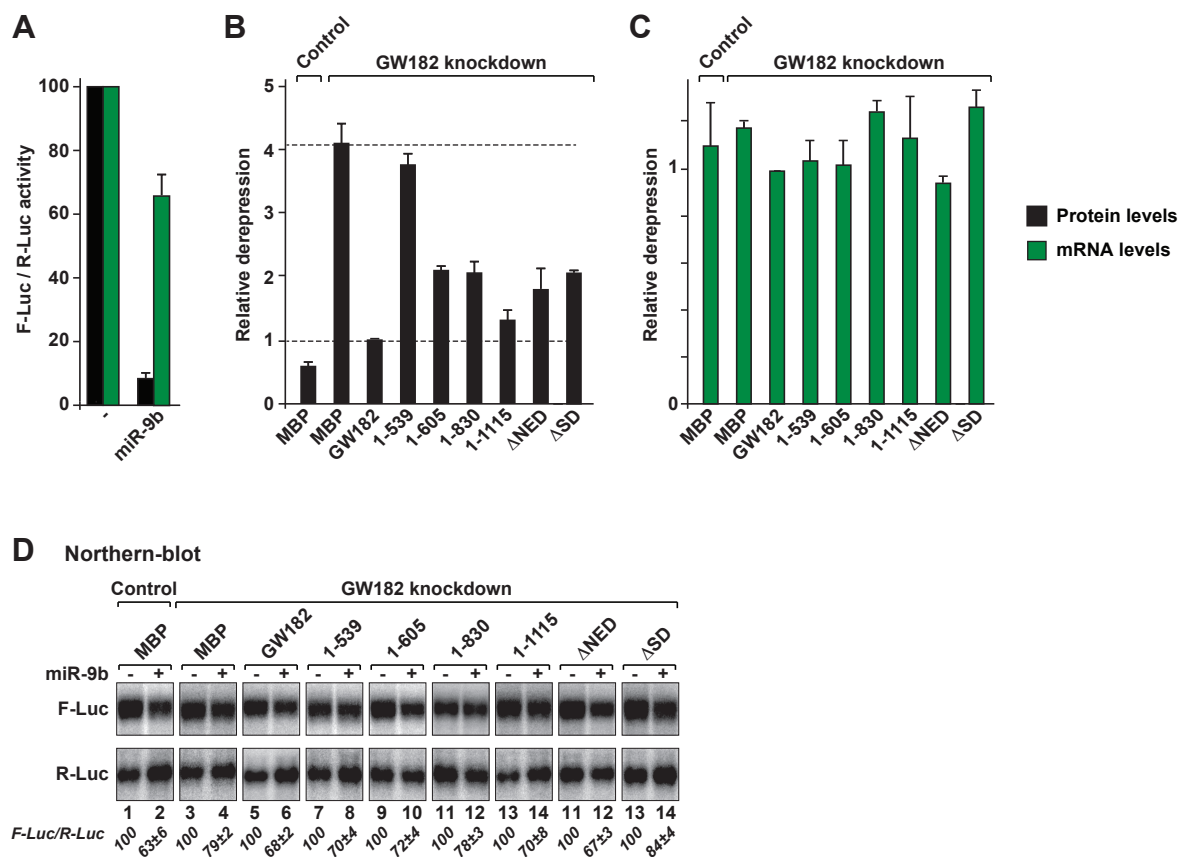 A
F-Luc / R-Luc activity
100
80
60
40
20
0
-
miR-9b
B
Control
GW182 knockdown
Relative derepression
5
4
3
2
1
0
MBP
MBP
GW182
1-539
1-605
1-830
1-1115
ΔNED
ΔSD
C
Control
GW182 knockdown
Relative derepression
1
0
MBP
MBP
GW182
1-539
1-605
1-830
1-1115
ΔNED
ΔSD
Protein levels
mRNA levels
D Northern-blot
Control GW182 knockdown
MBP MBP GW182 1-539 1-605 1-830 1-1115 ΔNED ΔSD
miR-9b - + - + - + - + - + - + - + - + - +
F-Luc
R-Luc
1 2 3 4 5 6 7 8 9 10 11 12 13 14 11 12 13 14
F-Luc/R-Luc 100 63±6 100 79±2 100 68±2 100 70±4 100 72±4 100 78±3 100 70±8 100 67±3 100 84±4